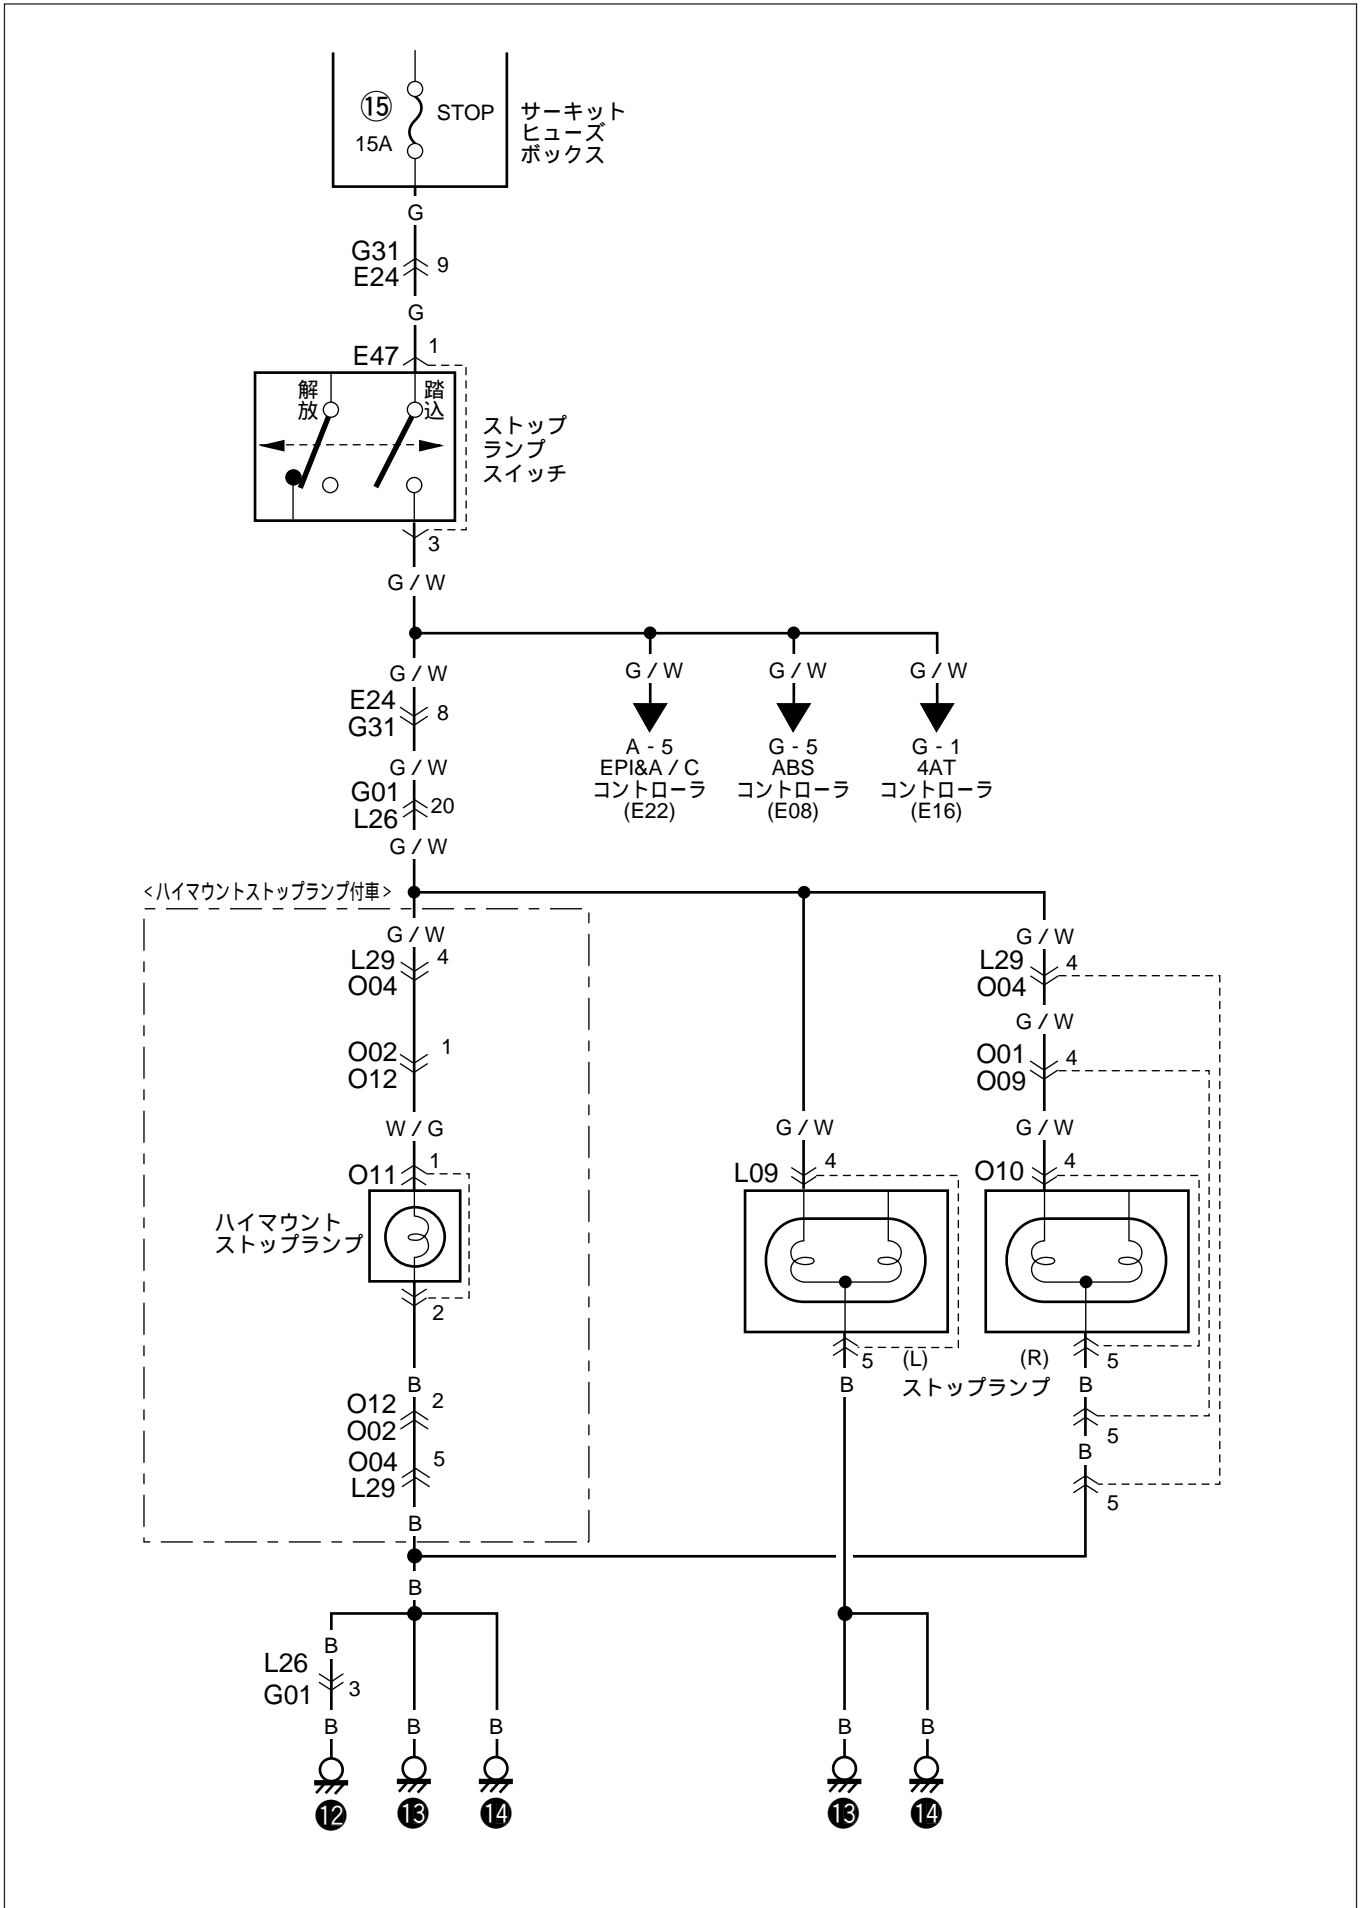 15
15A
STOP
サーキット
ヒューズ
ボックス
G
G31
E24
9
G
E47
1
解放
踏込
ストップ
ランプ
スイッチ
3
G / W
G / W
G / W
G / W
G / W
E24
G31
8
A - 5
EPI&A / C
コントローラ
(E22)
G - 5
ABS
コントローラ
(E08)
G - 1
4AT
コントローラ
(E16)
G / W
G01
L26
20
G / W
<ハイマウントストップランプ付車>
G / W
L29
O04
4
G / W
L29
O04
4
G / W
O02
O12
1
O01
O09
4
W / G
G / W
G / W
O11
1
L09
4
O10
4
ハイマウント
ストップランプ
2
5
(L)
(R)
5
ストップランプ
B
B
B
O12
O02
2
5
B
O04
L29
5
5
B
B
B
L26
G01
3
B
B
B
B
B
12
13
14
13
14